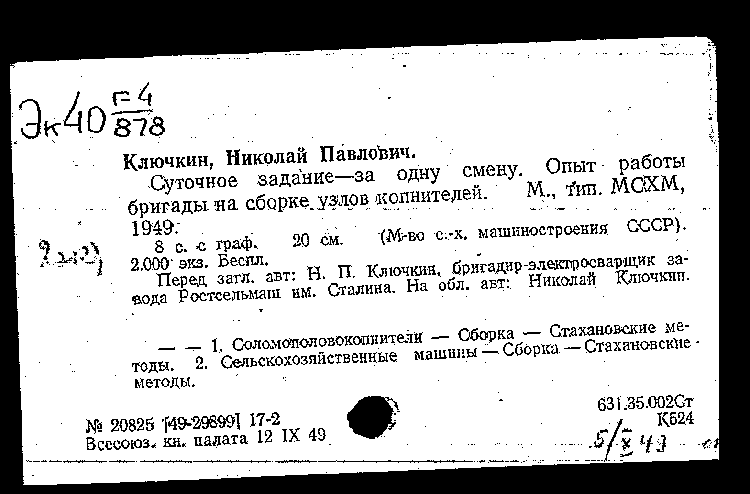 Эк40 Г-4
878
Ключкин, Николай Павлович.
Суточное задание—за одну смену. Опыт работы
бригады на сборке узлов копнителей. М., тип. МСХМ,
1949.
8 с. с граф. 20 см. (М-во с.-х. машиностроения СССР).
2.000 экз. Беспл.
Перед загл. авт: Н. П. Ключкин, бригадир-электросварщик за-
вода Ростсельмаш им. Сталина. На обл. авт: Николай Ключкин.
— — 1. Соломополовокопнители — Сборка — Стахановские ме-
тоды. 2. Сельскохозяйственные машины — Сборка — Стахановские
методы.
№ 20825 [49-29899] 17-2
Всесоюз. кн. палата 12 IX 49
631.35.002Ст
К524
5/X 49